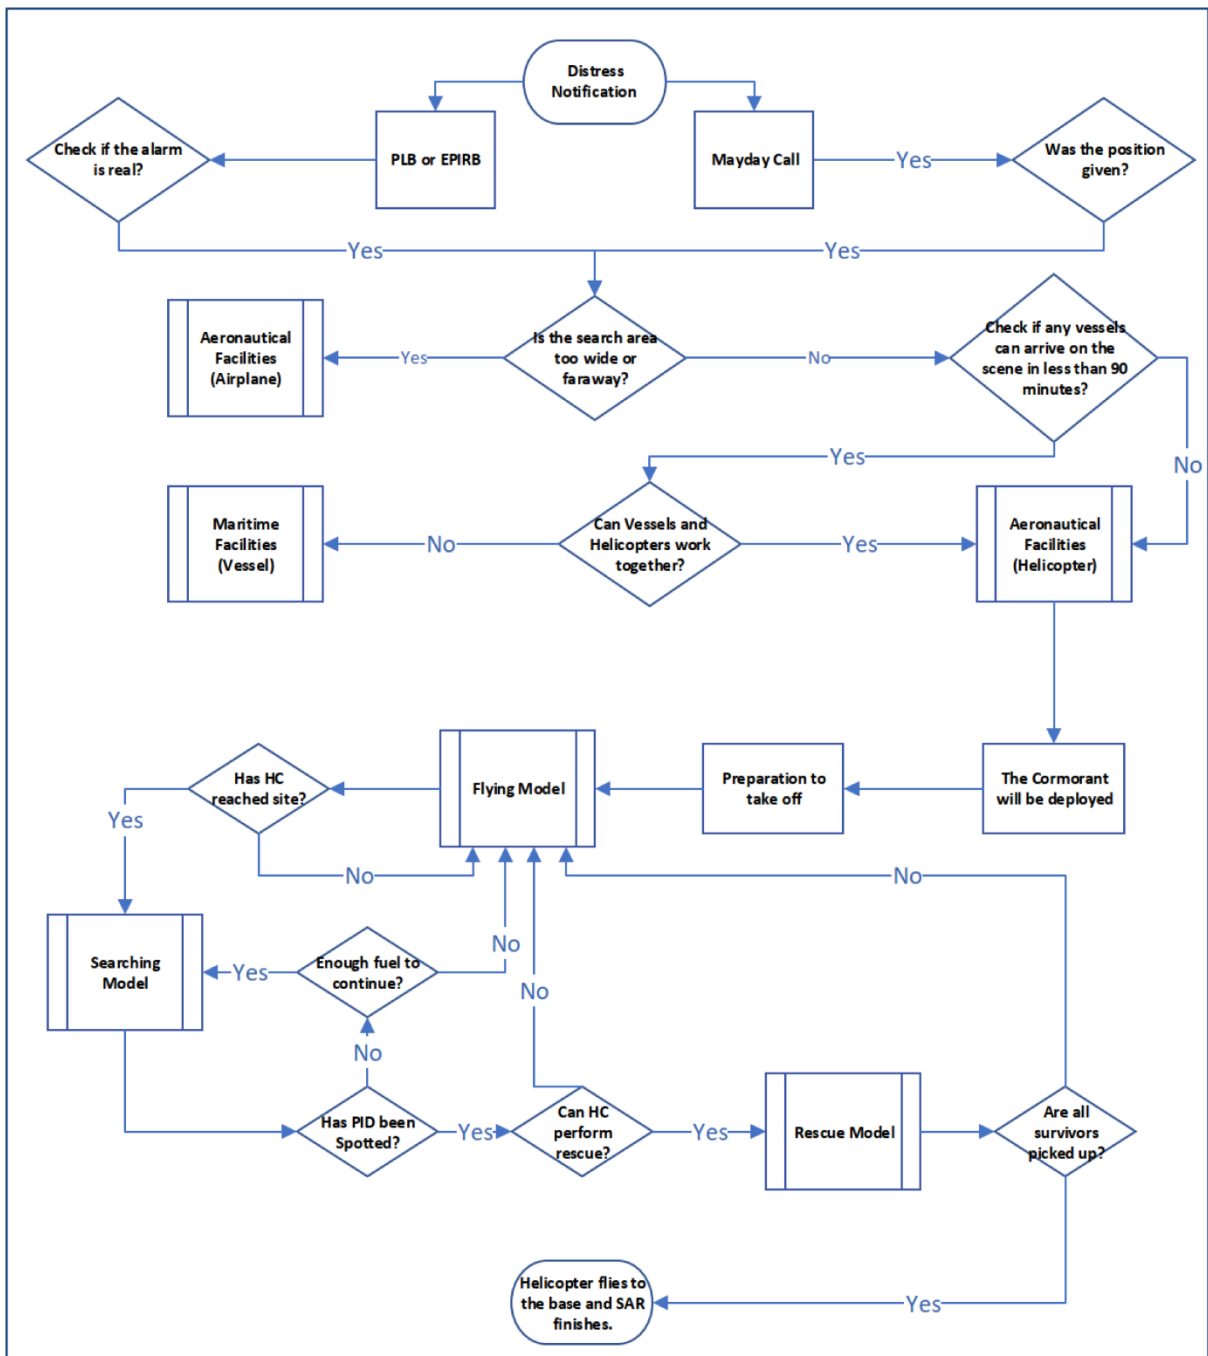 Distress
Notification
Check if the alarm
is real?
PLB or EPIRB
Mayday Call
Yes
Was the position
given?
Yes
Yes
Aeronautical
Facilities
(Airplane)
Yes
Is the search area
too wide or
faraway?
No
Check if any vessels
can arrive on the
scene in less than 90
minutes?
Yes
No
Maritime
Facilities
(Vessel)
No
Can Vessels and
Helicopters work
together?
Yes
Aeronautical
Facilities
(Helicopter)
Has HC
reached site?
Flying Model
Preparation to
take off
The Cormorant
will be deployed
Yes
No
No
Searching
Model
Yes
Enough fuel to
continue?
No
No
No
Has PID been
Spotted?
Yes
Can HC
perform
rescue?
Yes
Rescue Model
Are all
survivors
picked up?
Helicopter flies to
the base and SAR
finishes.
Yes